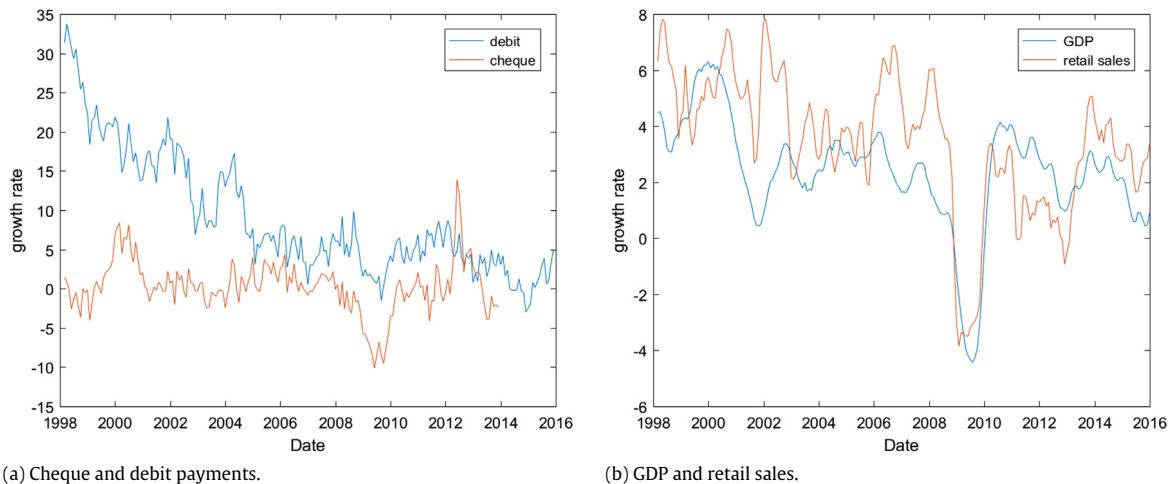 35
30
25
20
15
10
5
0
-5
-10
-15
growth rate
debit
cheque
1998 2000 2002 2004 2006 2008 2010 2012 2014 2016
Date
(a) Cheque and debit payments.
8
6
4
2
0
-2
-4
-6
growth rate
GDP
retail sales
1998 2000 2002 2004 2006 2008 2010 2012 2014 2016
Date
(b) GDP and retail sales.